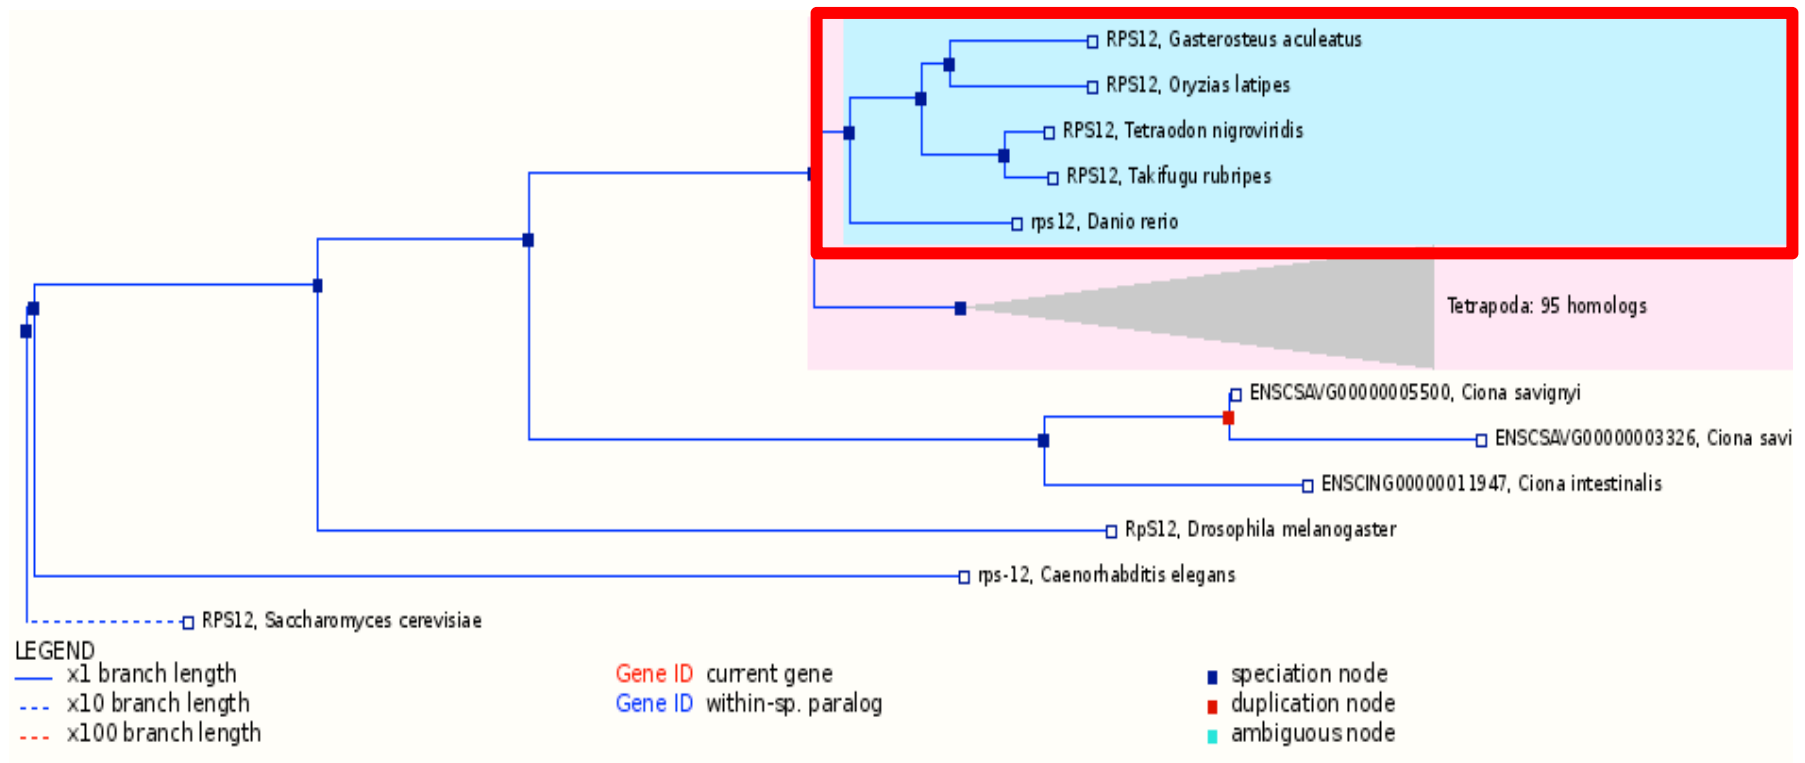 RPS12, Gasterosteus aculeatus
RPS12, Oryzias latipes
RPS12, Tetraodon nigroviridis
RPS12, Takifugu rubripes
rps12, Danio rerio
Tetrapoda: 95 homologs
ENSCSAVG00000005500, Ciona savignyi
ENSCSAVG00000003326, Ciona savi
ENSCING00000011947, Ciona intestinalis
RpS12, Drosophila melanogaster
rps-12, Caenorhabditis elegans
RPS12, Saccharomyces cerevisiae
LEGEND
x1 branch length
x10 branch length
x100 branch length
Gene ID current gene
Gene ID within-sp. paralog
speciation node
duplication node
ambiguous node